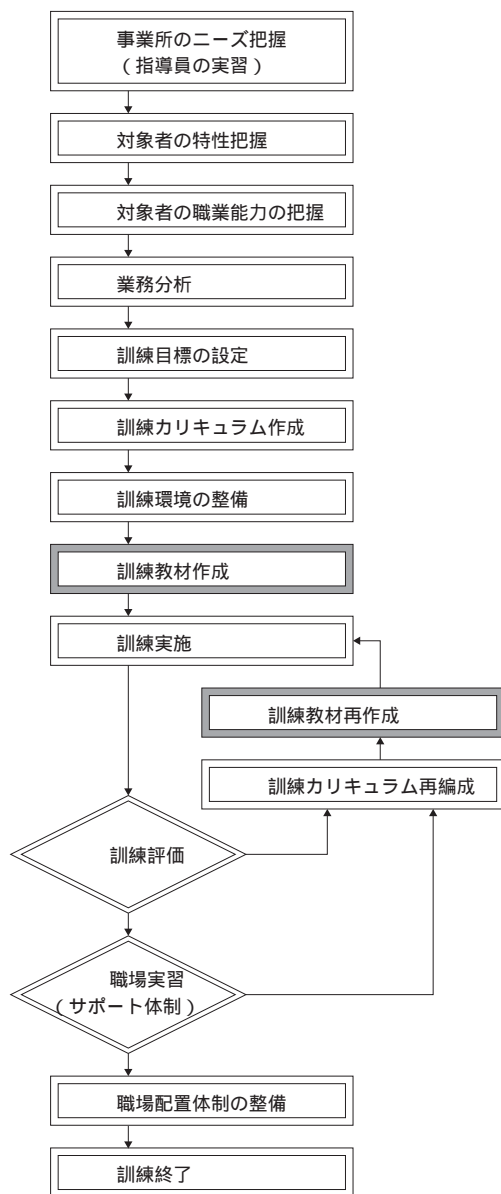 事業所のニーズ把握
（指導員の実習）
対象者の特性把握
対象者の職業能力の把握
業務分析
訓練目標の設定
訓練カリキュラム作成
訓練環境の整備
訓練教材作成
訓練実施
訓練教材再作成
訓練カリキュラム再編成
訓練評価
職場実習
（サポート体制）
職場配置体制の整備
訓練終了